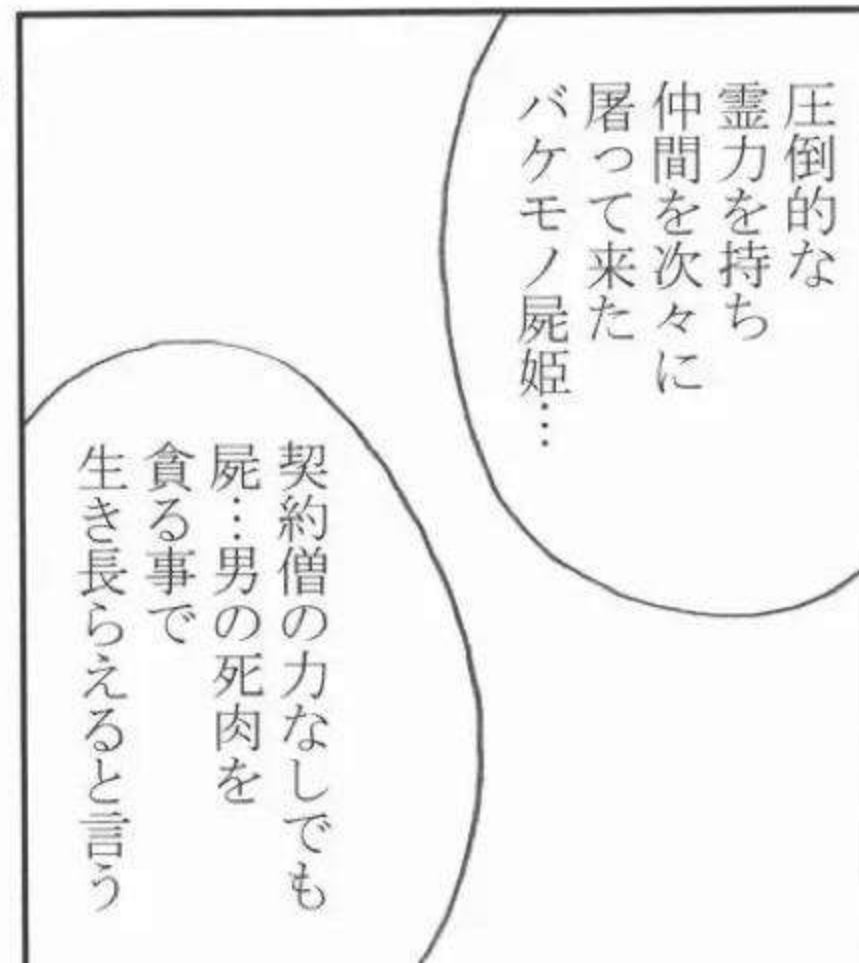 圧倒的な
霊力を持ち
仲間を次々に
屠って来た
バケモノ屍姫…
契約僧の力なしでも
屍…男の死肉を
貪る事で
生き長らえると言う